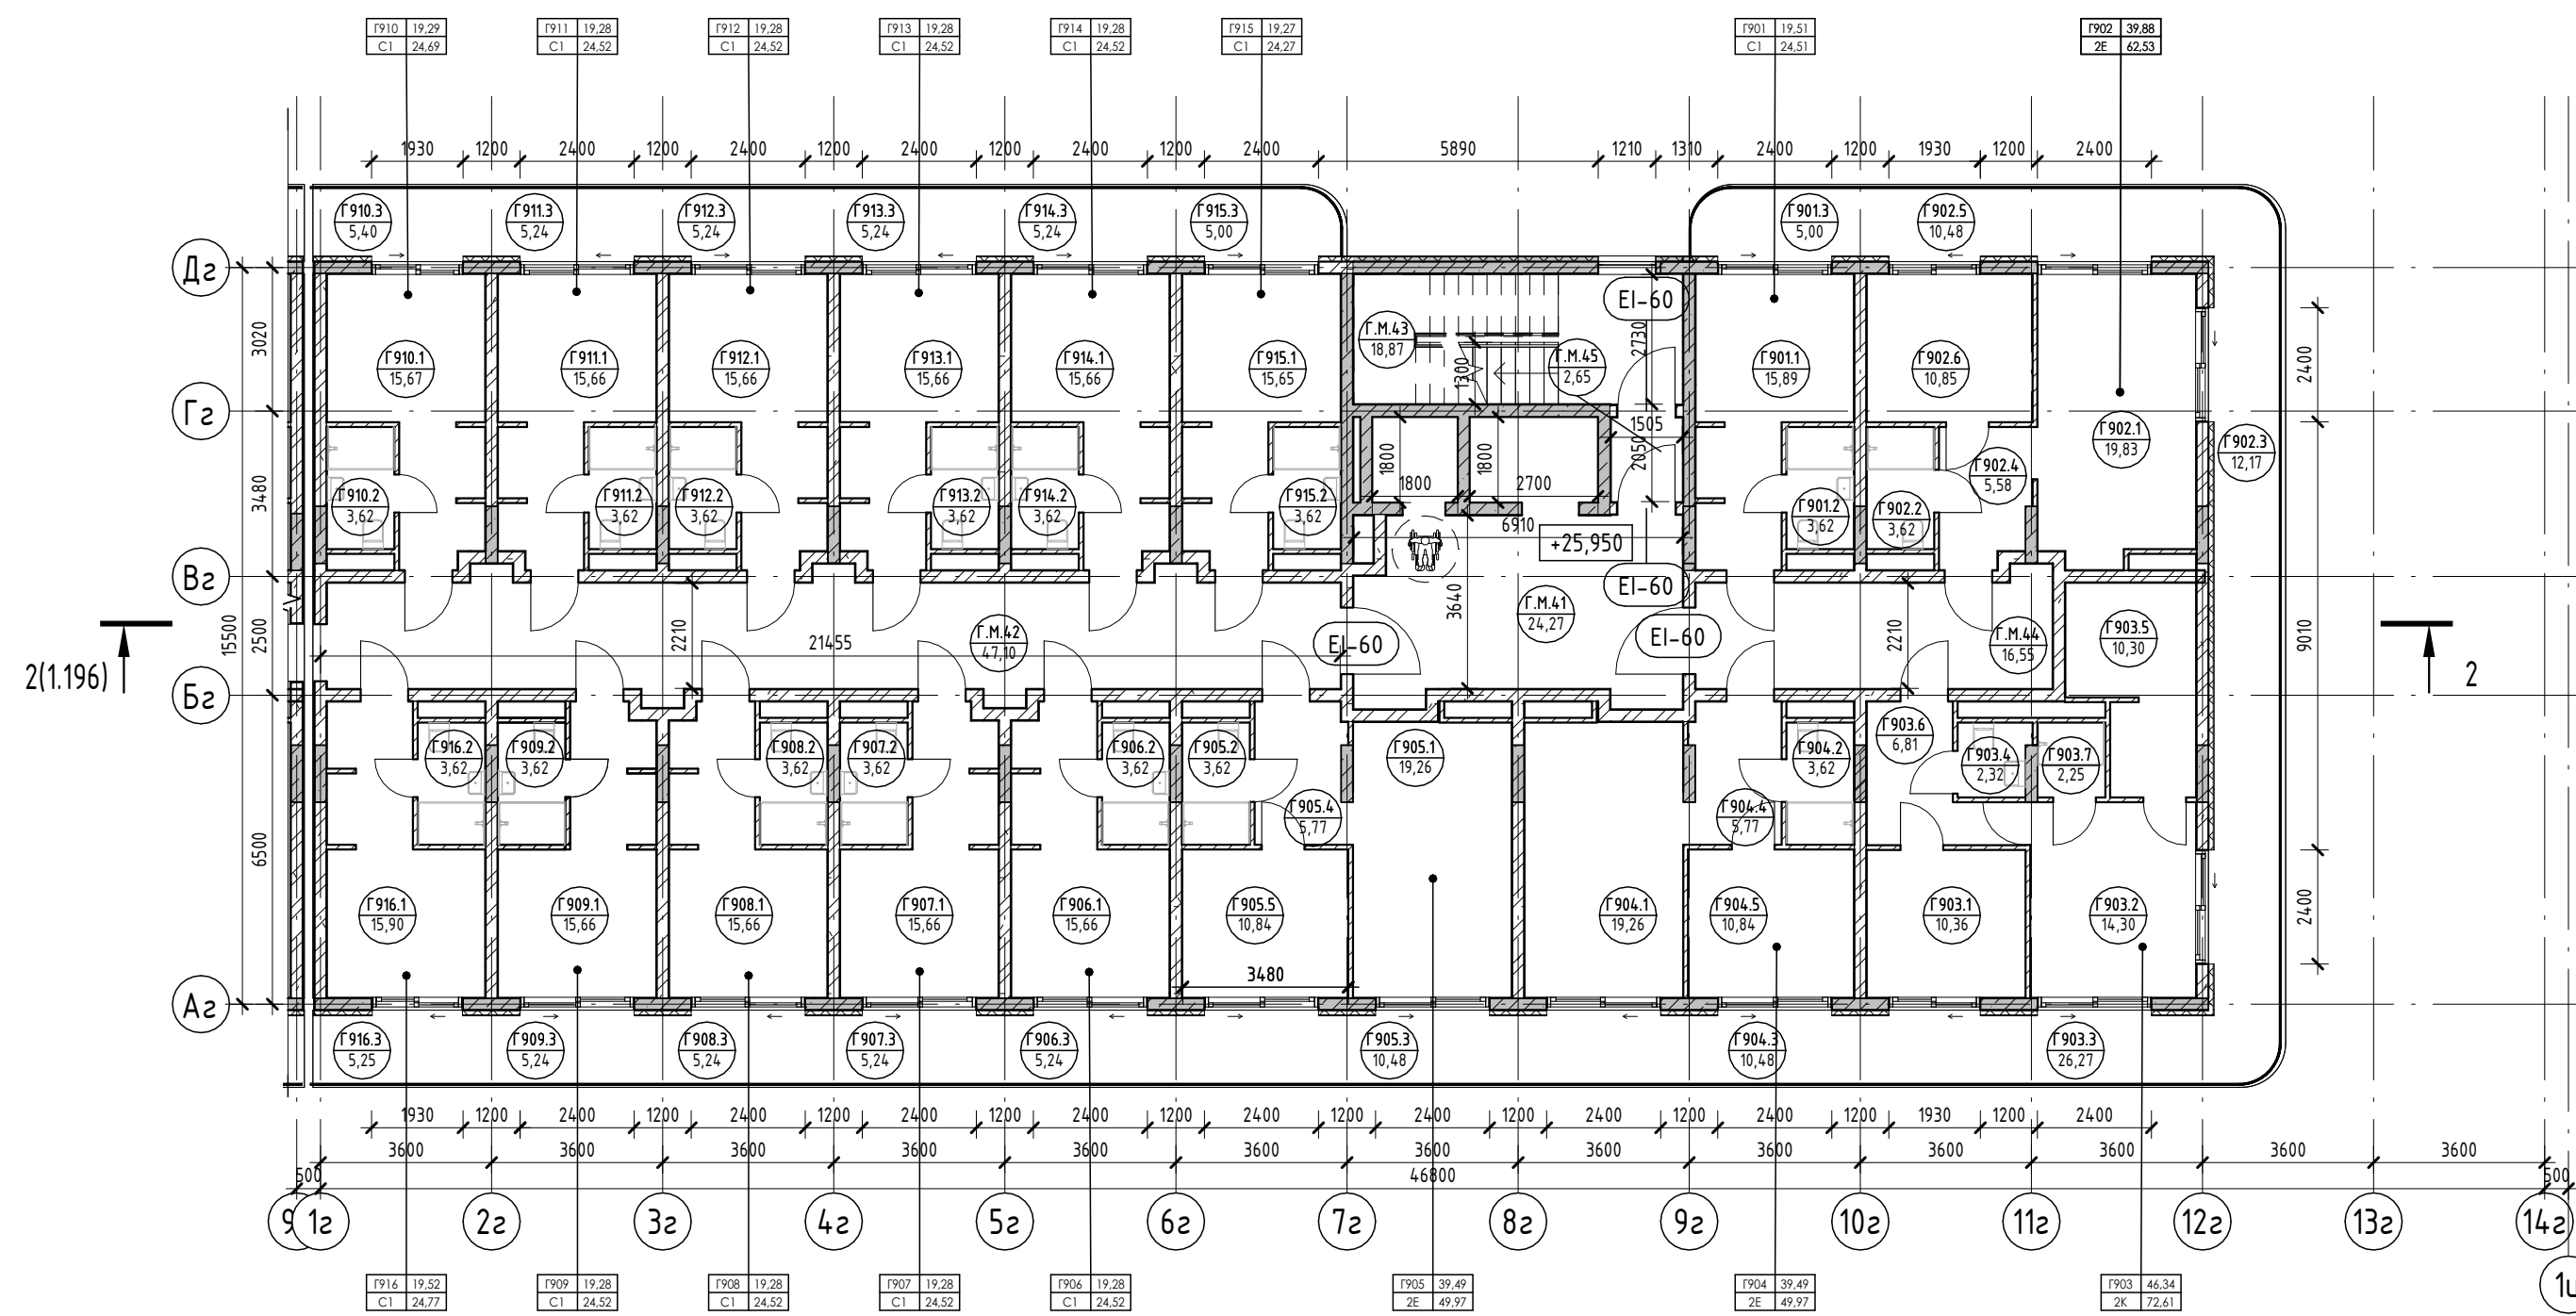 Г910 19,29 Г911 19,28 Г912 19,28 Г913 19,28 Г914 19,28 Г915 19,27 Г901 19,51 Г902 39,88
С1 24,69 С1 24,52 С1 24,52 С1 24,52 С1 24,52 С1 24,27 С1 24,51 2Е 62,53
1930 1200 2400 1200 2400 1200 2400 1200 2400 1200 2400 5890 1210 1310 2400 1200 1930 1200 2400
Г910.3 Г911.3 Г912.3 Г913.3 Г914.3 Г915.3 Г901.3 Г902.5
5,40 5,24 5,24 5,24 5,24 5,00 5,00 10,48
Дг
EI-60
3020 Г.М.43 2730
18,87
Г910.1 Г911.1 Г912.1 Г913.1 Г914.1 Г915.1 1300 Г.М.45 Г901.1 Г902.6 2400
15,67 15,66 15,66 15,66 15,66 15,65 2,65 15,89 10,85
Гг
1505 Г902.1 Г902.3
19,83 12,17
3480 1800 1800 2050 Г902.4
1800 2700 5,58
Г910.2 Г911.2 Г912.2 Г913.2 Г914.2 Г915.2 Г901.2 Г902.2
3,62 3,62 3,62 3,62 3,62 3,62 3,62 3,62
6910
+25,950
Вг
EI-60
15500 2500 2210 21455 Г.М.42 3640 Г.М.41 2210 Г.М.44 Г903.5 9010
47,10 24,27 16,55 10,30
EI-60 EI-60
2(1.196) 2
Бг
Г903.6
6,81
Г916.2 Г909.2 Г908.2 Г907.2 Г906.2 Г905.2 Г905.1 Г904.2 Г903.4 Г903.7
3,62 3,62 3,62 3,62 3,62 3,62 19,26 3,62 2,32 2,25
6500 Г905.4 Г904.4
5,77 5,77
Г916.1 Г909.1 Г908.1 Г907.1 Г906.1 Г905.5 Г904.1 Г904.5 Г903.1 Г903.2 2400
15,90 15,66 15,66 15,66 15,66 10,84 19,26 10,84 10,36 14,30
3480
Аг
Г916.3 Г909.3 Г908.3 Г907.3 Г906.3 Г905.3 Г904.3 Г903.3
5,25 5,24 5,24 5,24 5,24 10,48 10,48 26,27
1930 1200 2400 1200 2400 1200 2400 1200 2400 1200 2400 1200 2400 1200 2400 1200 2400 1200 1930 1200 2400
3600 3600 3600 3600 3600 3600 3600 3600 3600 3600 3600 3600 3600
500 46800 500
9 1г 2г 3г 4г 5г 6г 7г 8г 9г 10г 11г 12г 13г 14г
Г916 19,52 Г909 19,28 Г908 19,28 Г907 19,28 Г906 19,28 Г905 39,49 Г904 39,49 Г903 46,34
С1 24,77 С1 24,52 С1 24,52 С1 24,52 С1 24,52 2Е 49,97 2Е 49,97 2К 72,61